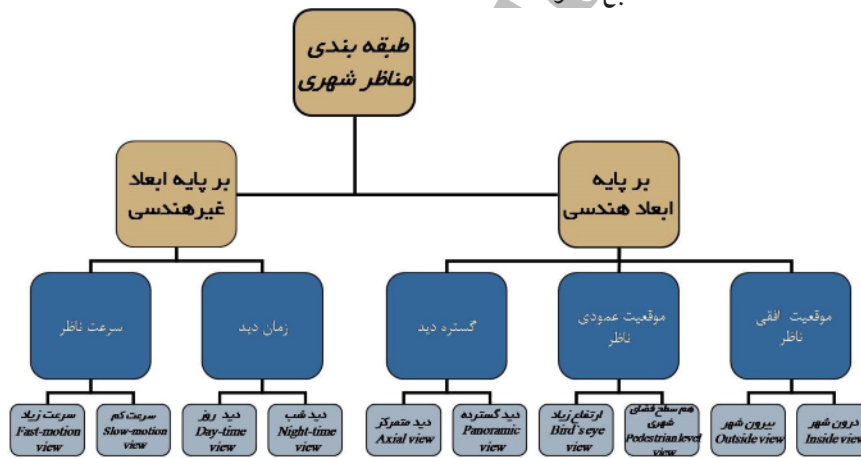 طبقه بندی
مناظر شهری
بر پایه
ابعاد هندسی
بر پایه ابعاد
غیرهندسی
موقعیت افقی
ناظر
موقعیت عمودی
ناظر
گستره دید
زمان دید
سرعت ناظر
درون شهر
Inside view
بیرون شهر
Outside view
هم سطح فضای
شهری
Pedestrian level
view
ارتفاع زیاد
Bird's eye
view
دید گسترده
Panoramic
view
دید متمرکز
Axial view
دید شب
Night-time
view
دید روز
Day-time
view
سرعت کم
Slow-motion
view
سرعت زیاد
Fast-motion
view